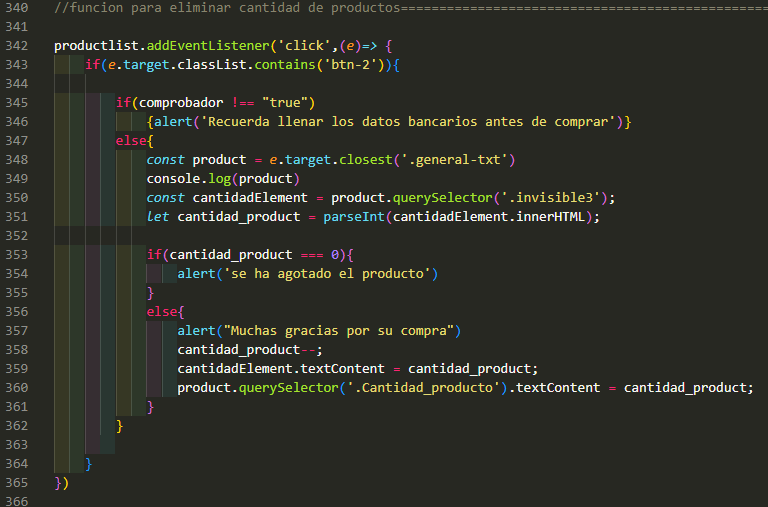 340 //funcion para eliminar cantidad de productos================================================
341
342 productlist.addEventListener('click',(e)=> {
343 if(e.target.classList.contains('btn-2')){
344
345 if(comprobador !== "true")
346 {alert('Recuerda llenar los datos bancarios antes de comprar')}
347 else{
348 const product = e.target.closest('.general-txt')
349 console.log(product)
350 const cantidadElement = product.querySelector('.invisible3');
351 let cantidad_product = parseInt(cantidadElement.innerHTML);
352
353 if(cantidad_product === 0){
354 alert('se ha agotado el producto')
355 }
356 else{
357 alert("Muchas gracias por su compra")
358 cantidad_product--;
359 cantidadElement.textContent = cantidad_product;
360 product.querySelector('.Cantidad_producto').textContent = cantidad_product;
361 }
362 }
363
364 }
365 })
366